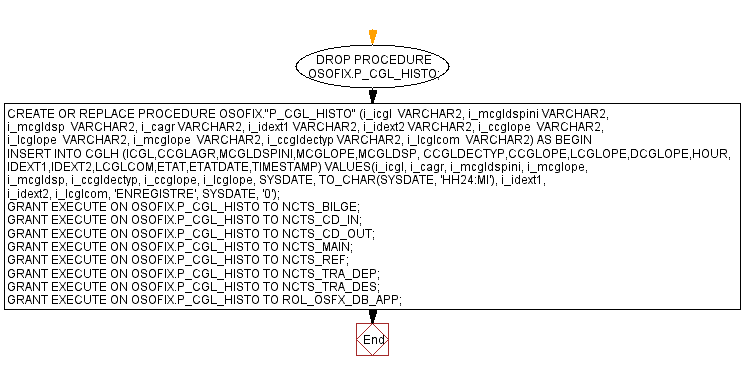 DROP PROCEDURE
OSOFIX.P_CGL_HISTO;
CREATE OR REPLACE PROCEDURE OSOFIX."P_CGL_HISTO" (i_icgl VARCHAR2, i_mcgldspini VARCHAR2,
i_mcgldsp VARCHAR2, i_cagr VARCHAR2, i_idext1 VARCHAR2, i_idext2 VARCHAR2, i_ccglope VARCHAR2,
i_lcglope VARCHAR2, i_mcglope VARCHAR2, i_ccgldectyp VARCHAR2, i_lcglcom VARCHAR2) AS BEGIN
INSERT INTO CGLH (ICGL,CCGLAGR,MCGLDSPINI,MCGLOPE,MCGLDSP, CCGLDECTYP,CCGLOPE,LCGLOPE,DCGLOPE,HOUR,
IDEXT1,IDEXT2,LCGLCOM,ETAT,ETATDATE,TIMESTAMP) VALUES(i_icgl, i_cagr, i_mcgldspini, i_mcglope,
i_mcgldsp, i_ccgldectyp, i_ccglope, i_lcglope, SYSDATE, TO_CHAR(SYSDATE, 'HH24:MI'), i_idext1,
i_idext2, i_lcglcom, 'ENREGISTRE', SYSDATE, '0');
GRANT EXECUTE ON OSOFIX.P_CGL_HISTO TO NCTS_BILGE;
GRANT EXECUTE ON OSOFIX.P_CGL_HISTO TO NCTS_CD_IN;
GRANT EXECUTE ON OSOFIX.P_CGL_HISTO TO NCTS_CD_OUT;
GRANT EXECUTE ON OSOFIX.P_CGL_HISTO TO NCTS_MAIN;
GRANT EXECUTE ON OSOFIX.P_CGL_HISTO TO NCTS_REF;
GRANT EXECUTE ON OSOFIX.P_CGL_HISTO TO NCTS_TRA_DEP;
GRANT EXECUTE ON OSOFIX.P_CGL_HISTO TO NCTS_TRA_DES;
GRANT EXECUTE ON OSOFIX.P_CGL_HISTO TO ROL_OSFX_DB_APP;
End